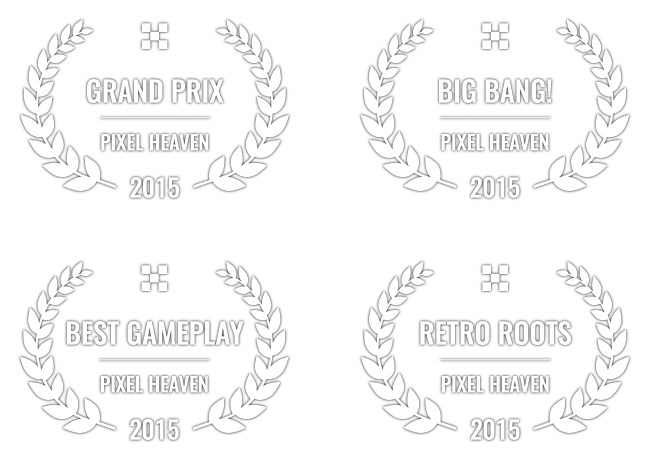 GRAND PRIX
PIXEL HEAVEN
2015
BIG BANG!
PIXEL HEAVEN
2015
BEST GAMEPLAY
PIXEL HEAVEN
2015
RETRO ROOTS
PIXEL HEAVEN
2015